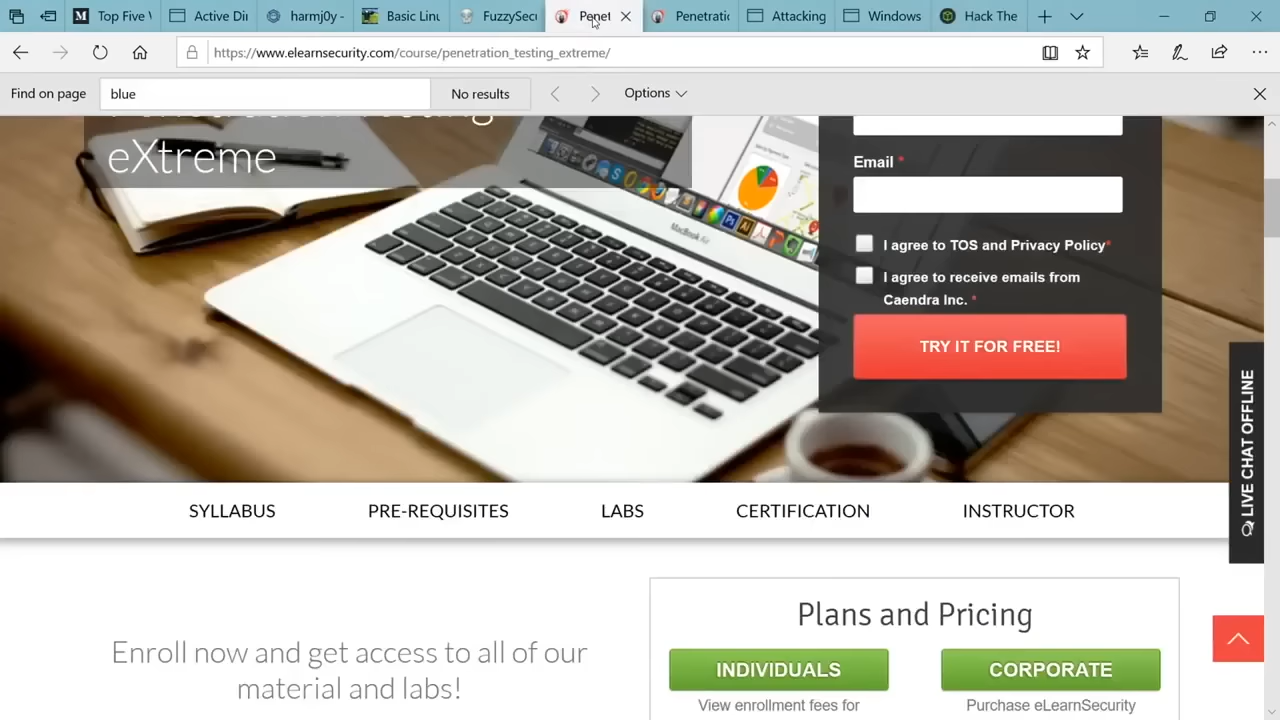 Top Five
Active Di
harmj0y -
Basic Linu
FuzzySec
Penet
Penetratic
Attacking
Windows
Hack The
https://www.elearnsecurity.com/course/penetration_testing_extreme/
Find on page
blue
No results
Options
eXtreme
Email *
I agree to TOS and Privacy Policy*
I agree to receive emails from
Caendra Inc. *
TRY IT FOR FREE!
MacBook Air
LIVE CHAT OFFLINE
SYLLABUS
PRE-REQUISITES
LABS
CERTIFICATION
INSTRUCTOR
Enroll now and get access to all of our
material and labs!
Plans and Pricing
INDIVIDUALS
CORPORATE
View enrollment fees for
Purchase eLearnSecurity